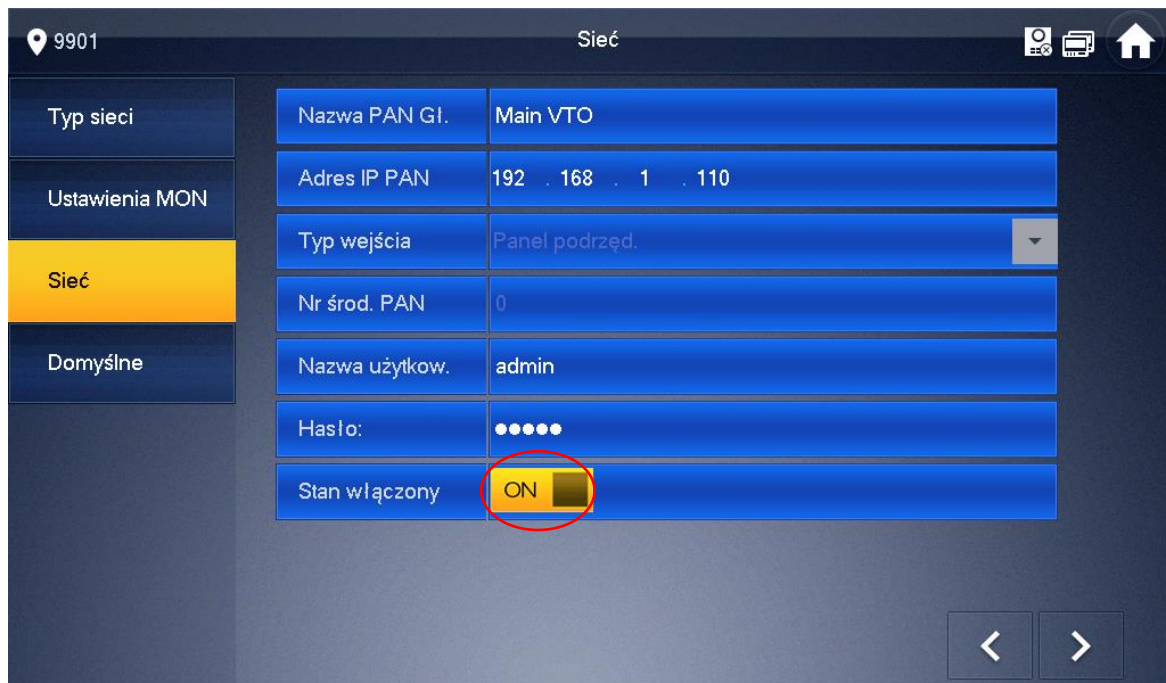 9901
Sieć
Typ sieci
Ustawienia MON
Sieć
Domyślne
Nazwa PAN Gł. Main VTO
Adres IP PAN 192 . 168 . 1 . 110
Typ wejścia Panel podrzęd.
Nr środ. PAN 0
Nazwa użytkow. admin
Hasło: •••••
Stan włączony ON